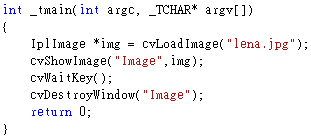 int _tmain(int argc, _TCHAR* argv[])
{
IplImage *img = cvLoadImage("lena.jpg");
cvShowImage("Image",img);
cvWaitKey();
cvDestroyWindow("Image");
return 0;
}